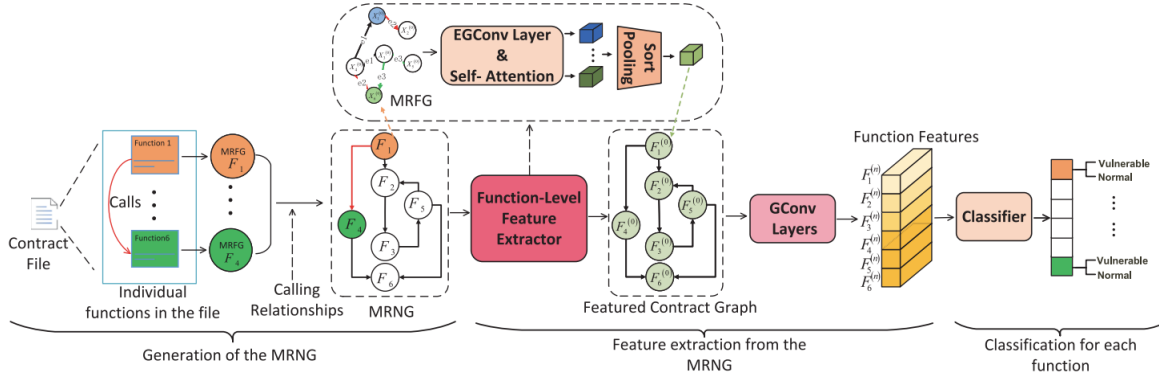 EGConv Layer
&
Self- Attention
Sort
Pooling
e1
e3
e3
e2
MRFG
Function 1
Calls
Function6
MRFG
F1
MRFG
F4
Contract
File
Individual
functions in the file
Calling
Relationships
F1
F2
F5
F4
F3
F6
MRNG
Function-Level
Feature
Extractor
F1^(0)
F2^(0)
F5^(0)
F4^(0)
F3^(0)
F6^(0)
Featured Contract Graph
GConv
Layers
Function Features
F1^(n)
F2^(n)
F3^(n)
F4^(n)
F5^(n)
F6^(n)
Classifier
Vulnerable
Normal
Vulnerable
Normal
Generation of the MRNG
Feature extraction from the
MRNG
Classification for each
function